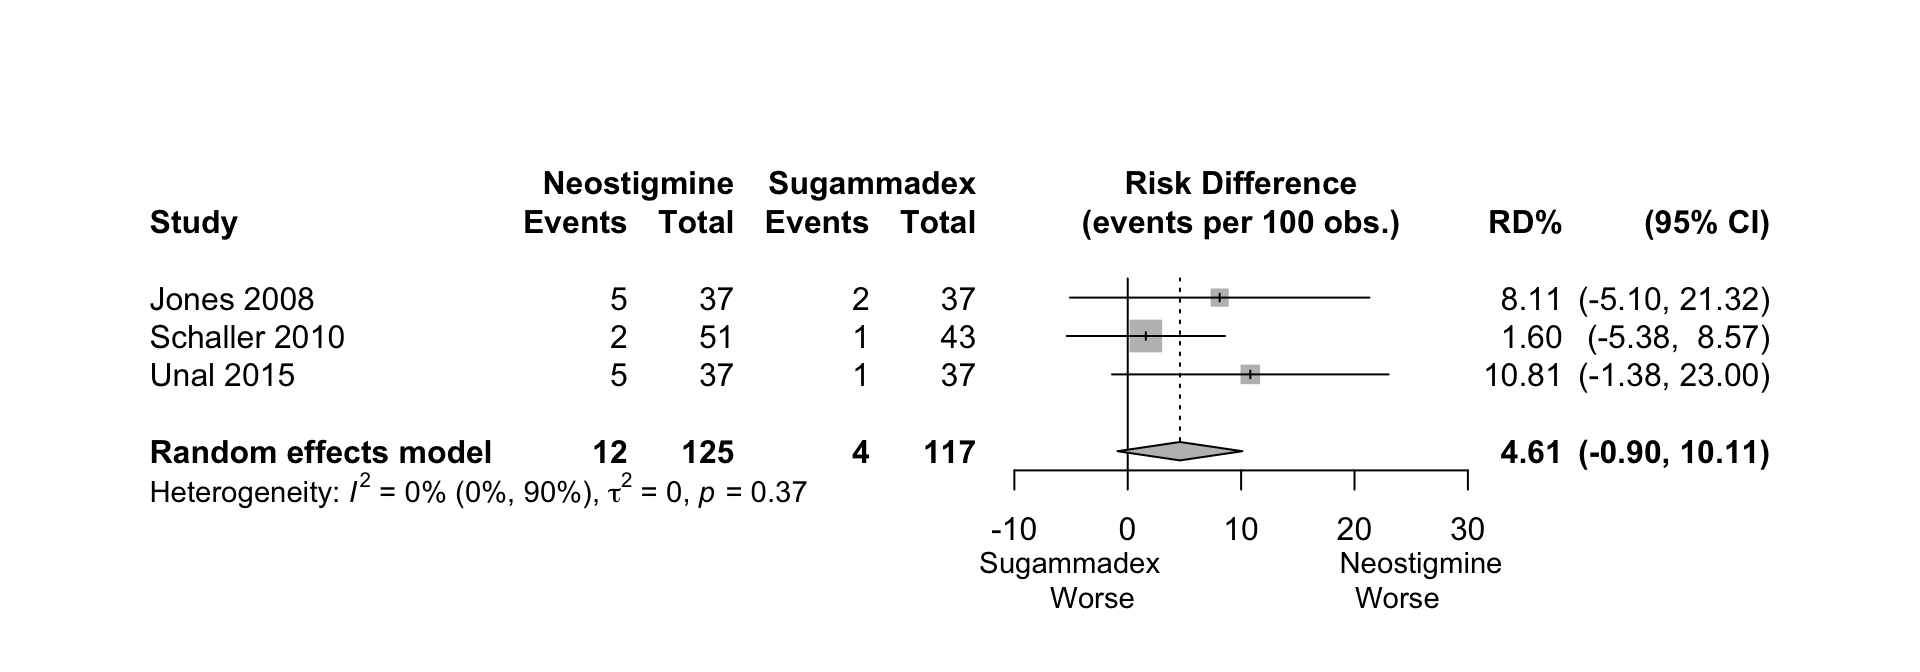 Neostigmine Sugammadex Risk Difference
Study Events Total Events Total (events per 100 obs.) RD% (95% CI)
Jones 2008 5 37 2 37 8.11 (-5.10, 21.32)
Schaller 2010 2 51 1 43 1.60 (-5.38, 8.57)
Unal 2015 5 37 1 37 10.81 (-1.38, 23.00)
Random effects model 12 125 4 117 4.61 (-0.90, 10.11)
Heterogeneity: I² = 0% (0%, 90%), τ² = 0, p = 0.37
-10 0 10 20 30
Sugammadex Neostigmine
Worse Worse